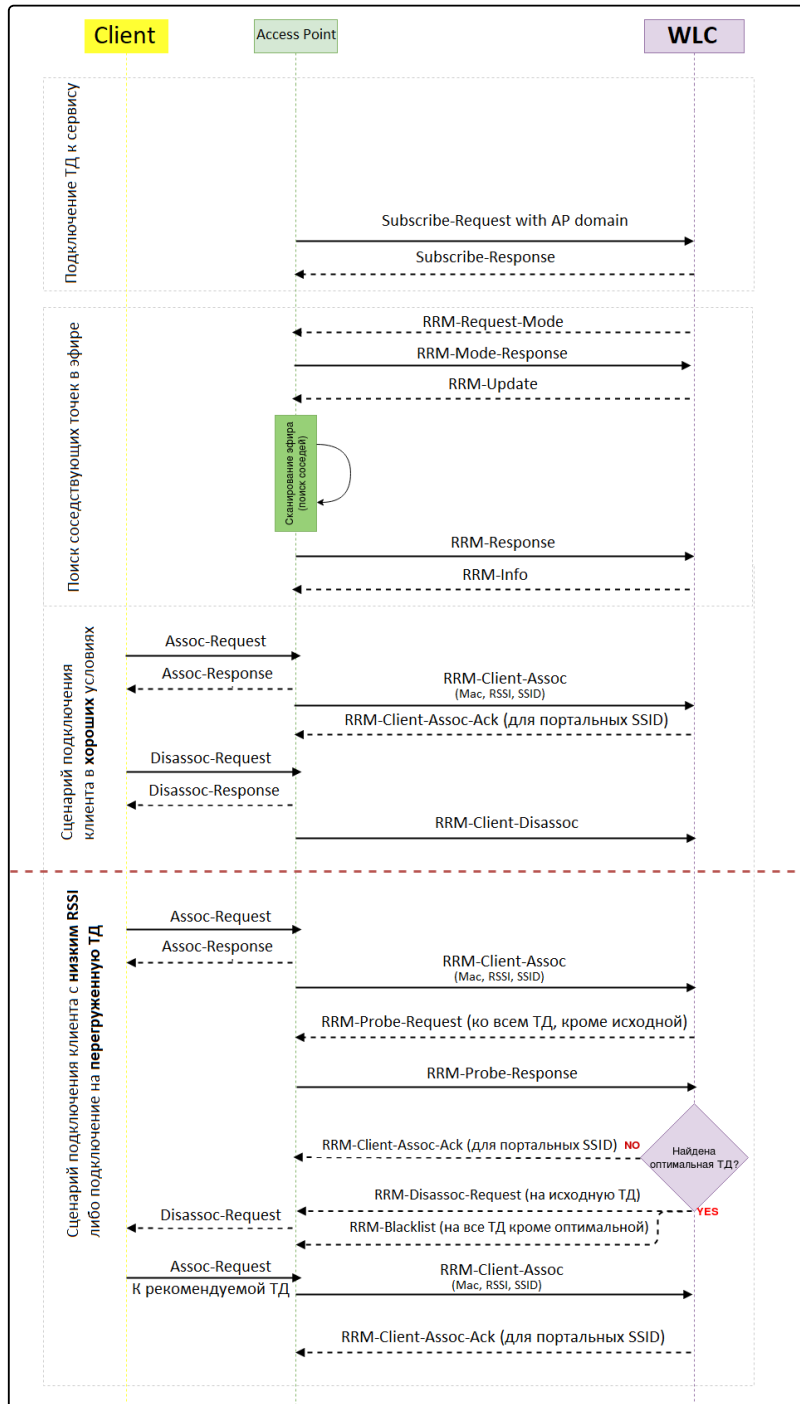 Client
Access Point
WLC
Подключение ТД к сервису
Subscribe-Request with AP domain
Subscribe-Response
Поиск соседствующих точек в эфире
RRM-Request-Mode
RRM-Mode-Response
RRM-Update
Сканирование эфира
(поиск соседей)
RRM-Response
RRM-Info
Сценарий подключения
клиента в хороших условиях
Assoc-Request
Assoc-Response
RRM-Client-Assoc
(Mac, RSSI, SSID)
RRM-Client-Assoc-Ack (для портальных SSID)
Disassoc-Request
Disassoc-Response
RRM-Client-Disassoc
Сценарий подключения клиента с низким RSSI
либо подключение на перегруженную ТД
Assoc-Request
Assoc-Response
RRM-Client-Assoc
(Mac, RSSI, SSID)
RRM-Probe-Request (ко всем ТД, кроме исходной)
RRM-Probe-Response
RRM-Client-Assoc-Ack (для портальных SSID)
NO
Найдена
оптимальная ТД?
RRM-Disassoc-Request (на исходную ТД)
YES
Disassoc-Request
RRM-Blacklist (на все ТД кроме оптимальной)
Assoc-Request
К рекомендуемой ТД
RRM-Client-Assoc
(Mac, RSSI, SSID)
RRM-Client-Assoc-Ack (для портальных SSID)